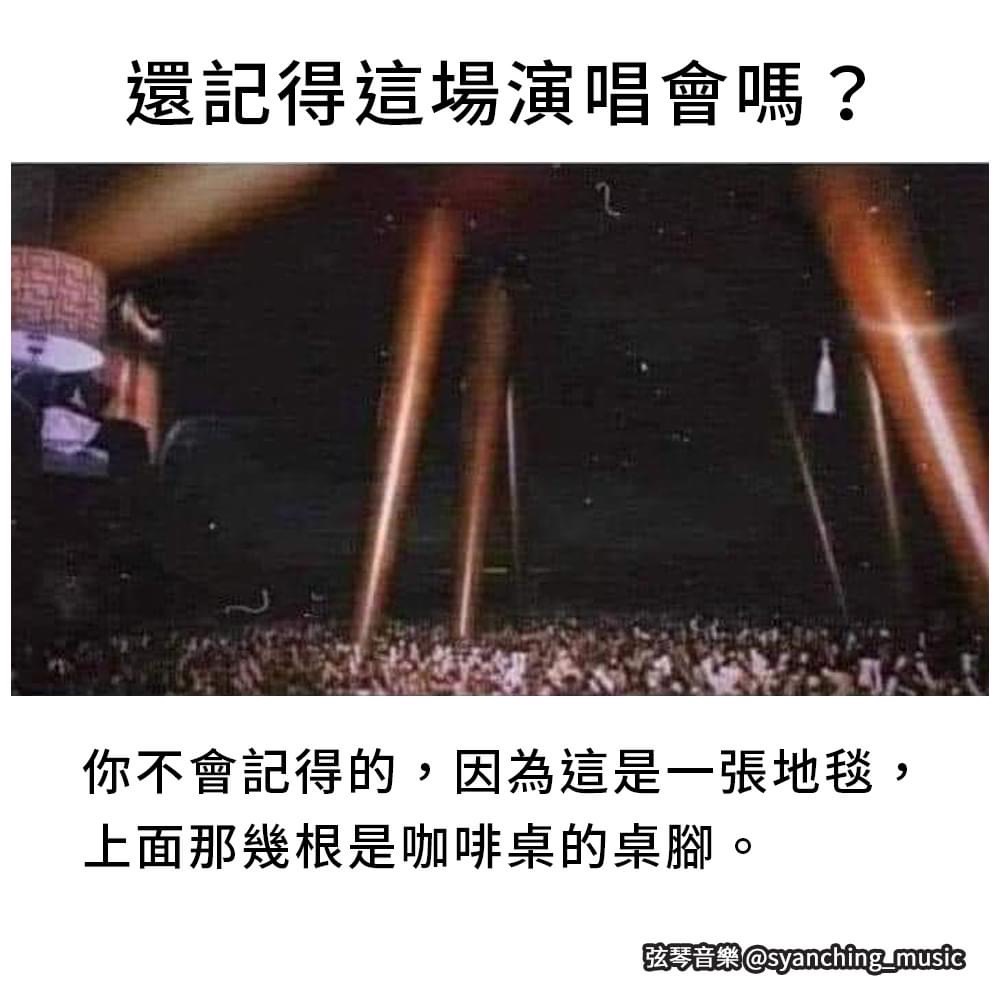 還記得這場演唱會嗎？
你不會記得的，因為這是一張地毯，
上面那幾根是咖啡桌的桌腳。
弦琴音樂 @syanching_music